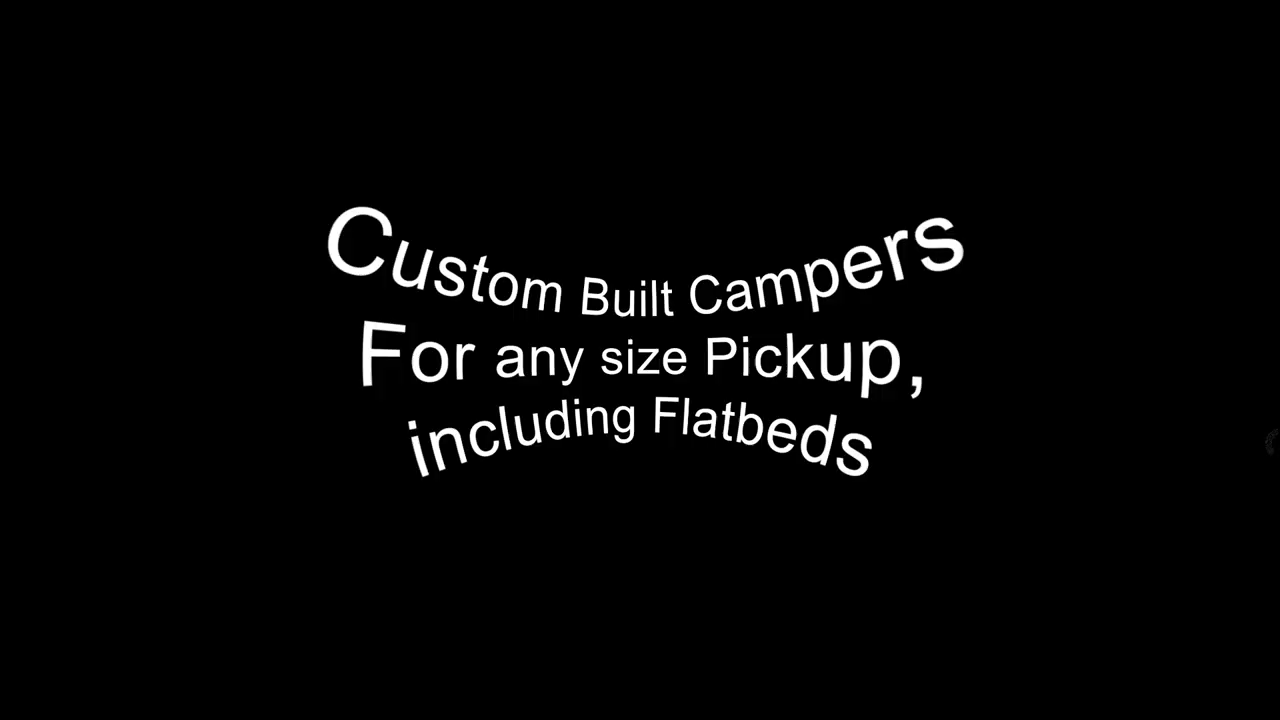 Custom Built Campers
For any size Pickup,
including Flatbeds